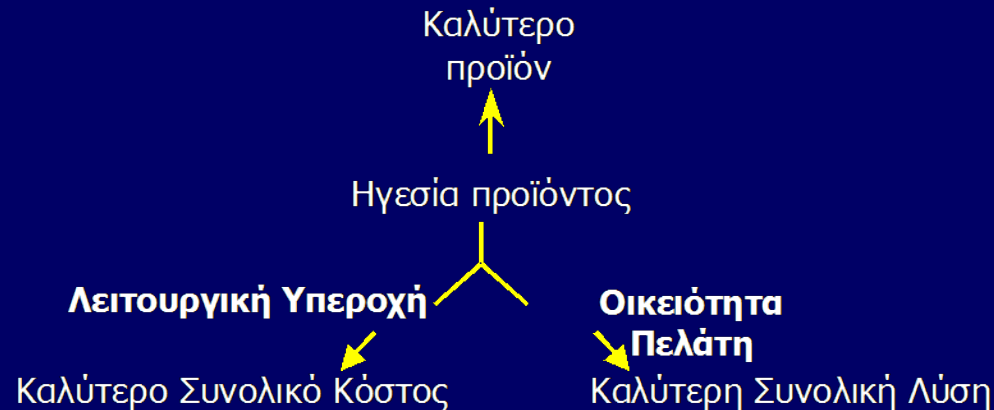 Καλύτερο
προϊόν
Ηγεσία προϊόντος
Λειτουργική Υπεροχή
Οικειότητα
Πελάτη
Καλύτερο Συνολικό Κόστος
Καλύτερη Συνολική Λύση